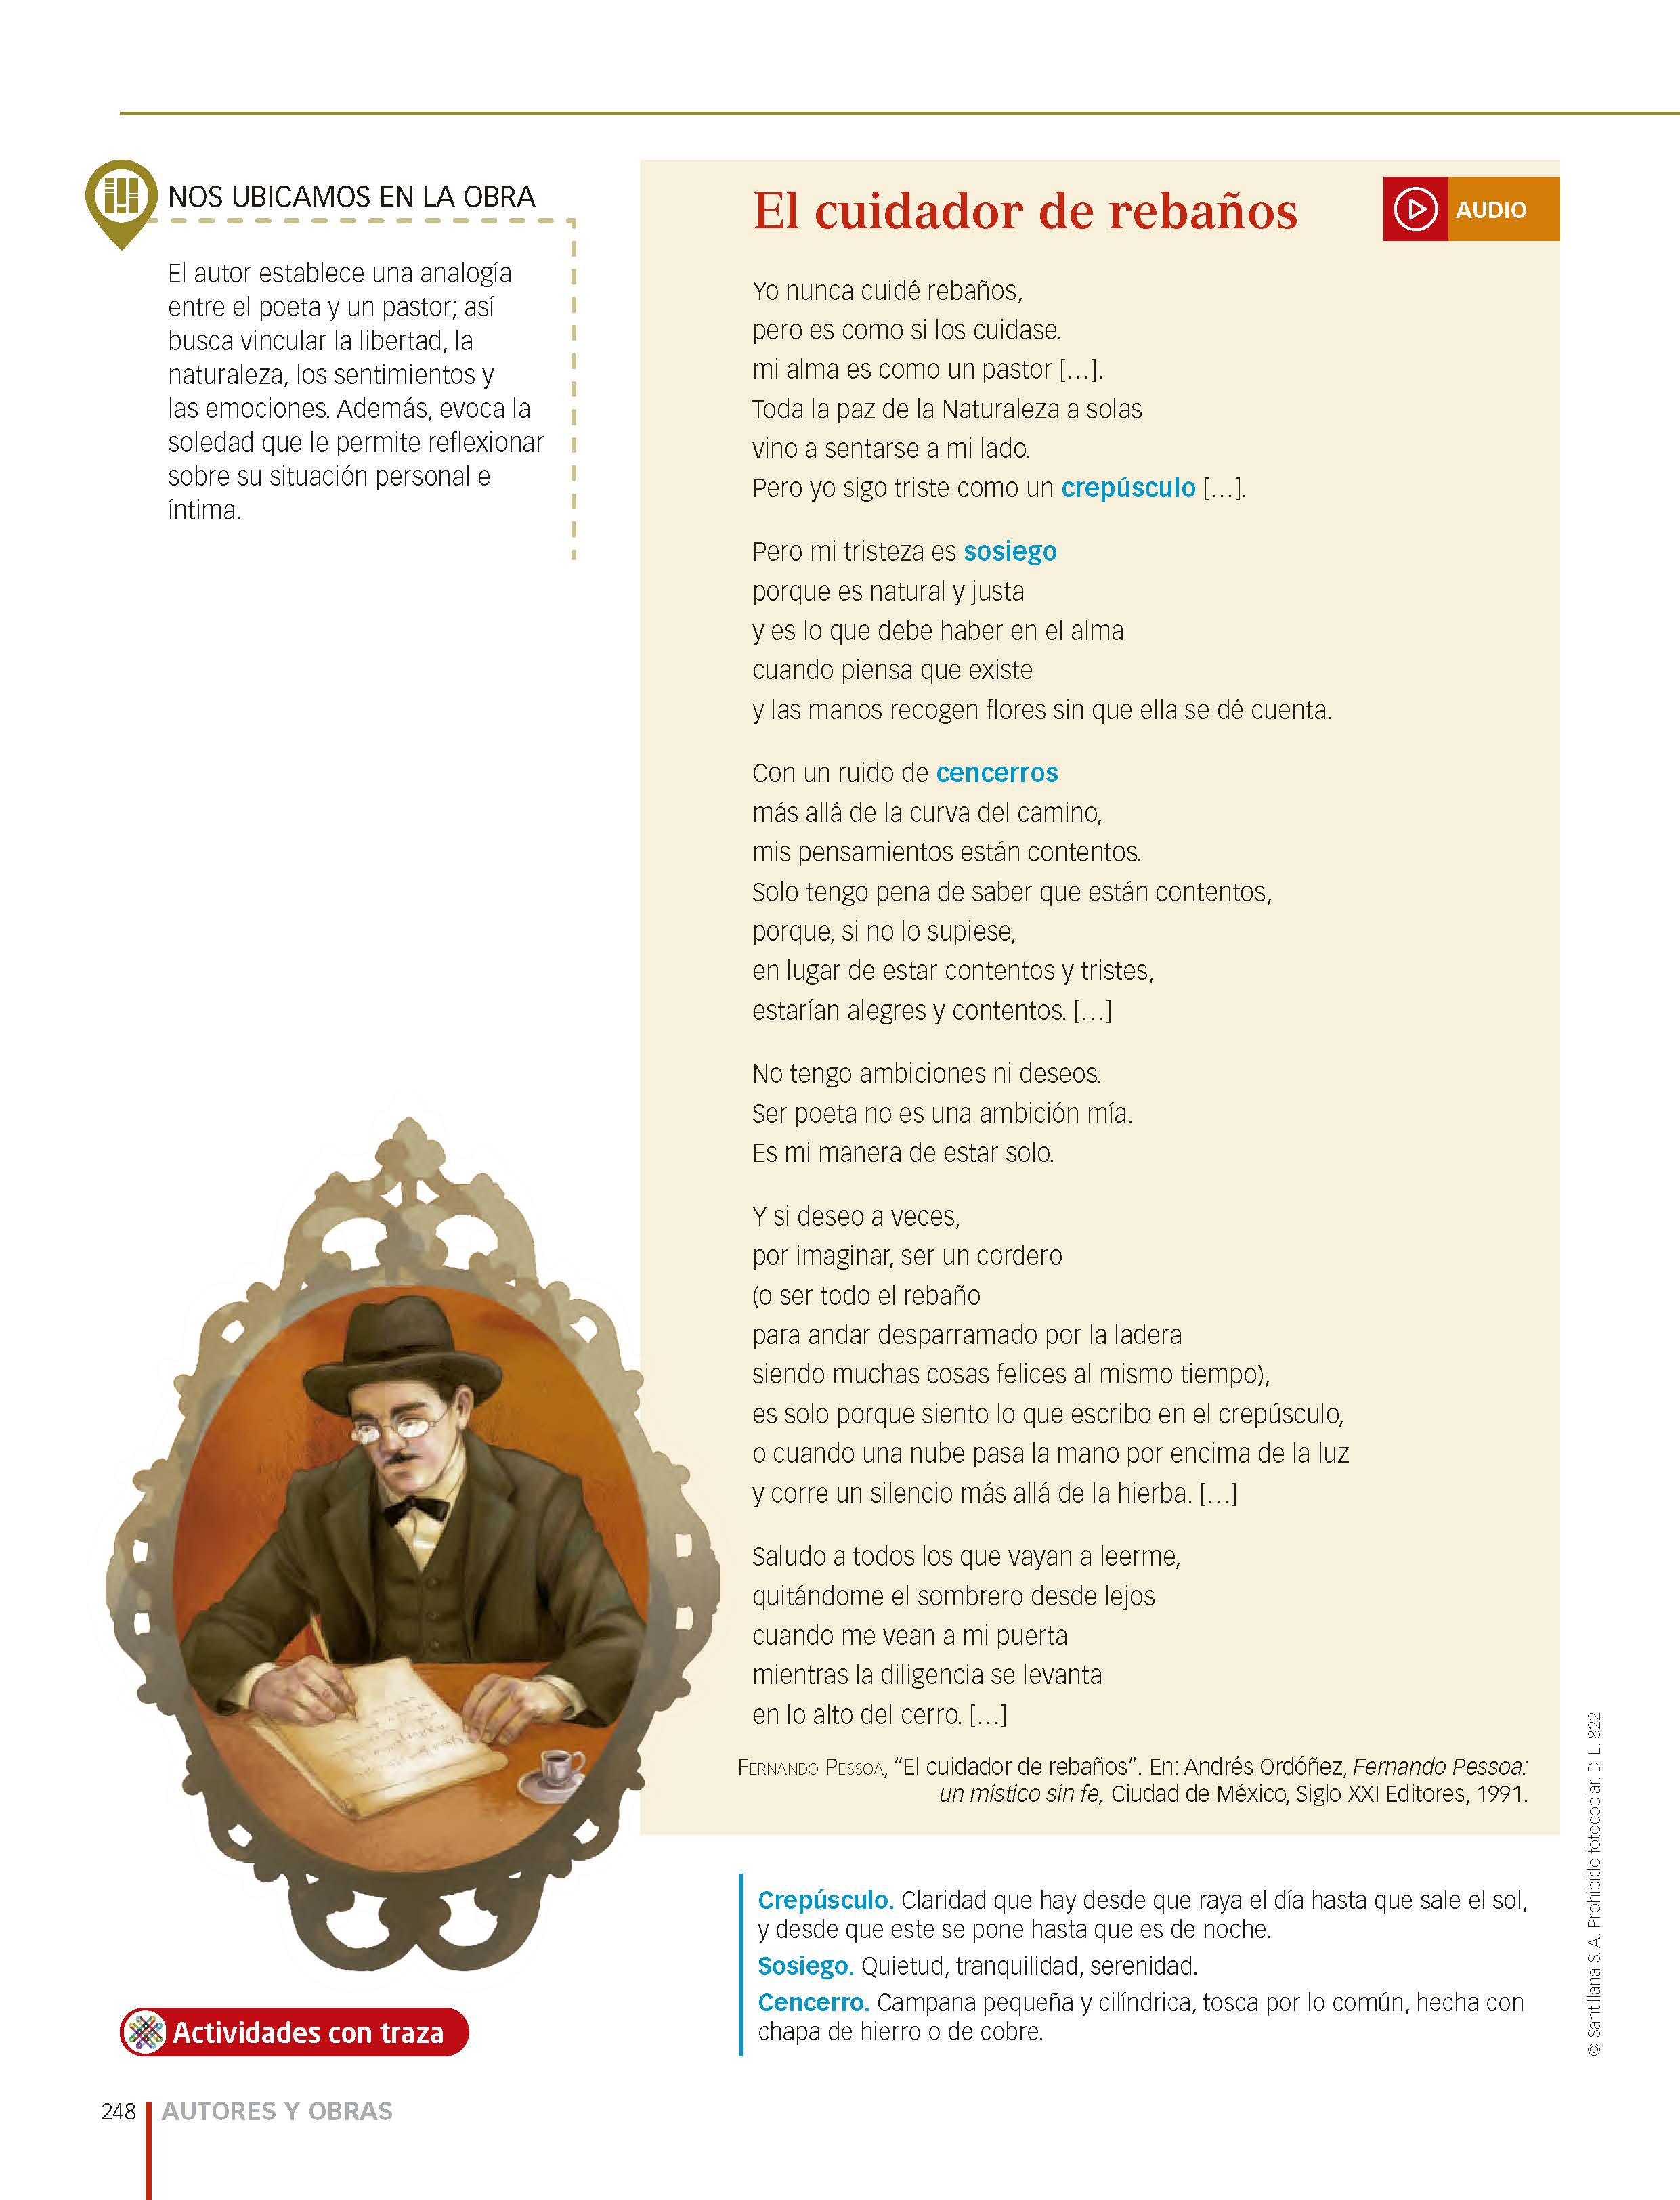 NOS UBICAMOS EN LA OBRA
El autor establece una analogía
entre el poeta y un pastor; así
busca vincular la libertad, la
naturaleza, los sentimientos y
las emociones. Además, evoca la
soledad que le permite reflexionar
sobre su situación personal e
íntima.
El cuidador de rebaños
AUDIO
Yo nunca cuidé rebaños,
pero es como si los cuidase.
mi alma es como un pastor […].
Toda la paz de la Naturaleza a solas
vino a sentarse a mi lado.
Pero yo sigo triste como un crepúsculo […].
Pero mi tristeza es sosiego
porque es natural y justa
y es lo que debe haber en el alma
cuando piensa que existe
y las manos recogen flores sin que ella se dé cuenta.
Con un ruido de cencerros
más allá de la curva del camino,
mis pensamientos están contentos.
Solo tengo pena de saber que están contentos,
porque, si no lo supiese,
en lugar de estar contentos y tristes,
estarían alegres y contentos. […]
No tengo ambiciones ni deseos.
Ser poeta no es una ambición mía.
Es mi manera de estar solo.
Y si deseo a veces,
por imaginar, ser un cordero
(o ser todo el rebaño
para andar desparramado por la ladera
siendo muchas cosas felices al mismo tiempo),
es solo porque siento lo que escribo en el crepúsculo,
o cuando una nube pasa la mano por encima de la luz
y corre un silencio más allá de la hierba. […]
Saludo a todos los que vayan a leerme,
quitándome el sombrero desde lejos
cuando me vean a mi puerta
mientras la diligencia se levanta
en lo alto del cerro. […]
FERNANDO PESSOA, “El cuidador de rebaños”. En: Andrés Ordóñez, Fernando Pessoa:
un místico sin fe, Ciudad de México, Siglo XXI Editores, 1991.
Crepúsculo. Claridad que hay desde que raya el día hasta que sale el sol,
y desde que este se pone hasta que es de noche.
Sosiego. Quietud, tranquilidad, serenidad.
Cencerro. Campana pequeña y cilíndrica, tosca por lo común, hecha con
chapa de hierro o de cobre.
Actividades con traza
248
AUTORES Y OBRAS
© Santillana S. A. Prohibido fotocopiar. D. L. 822